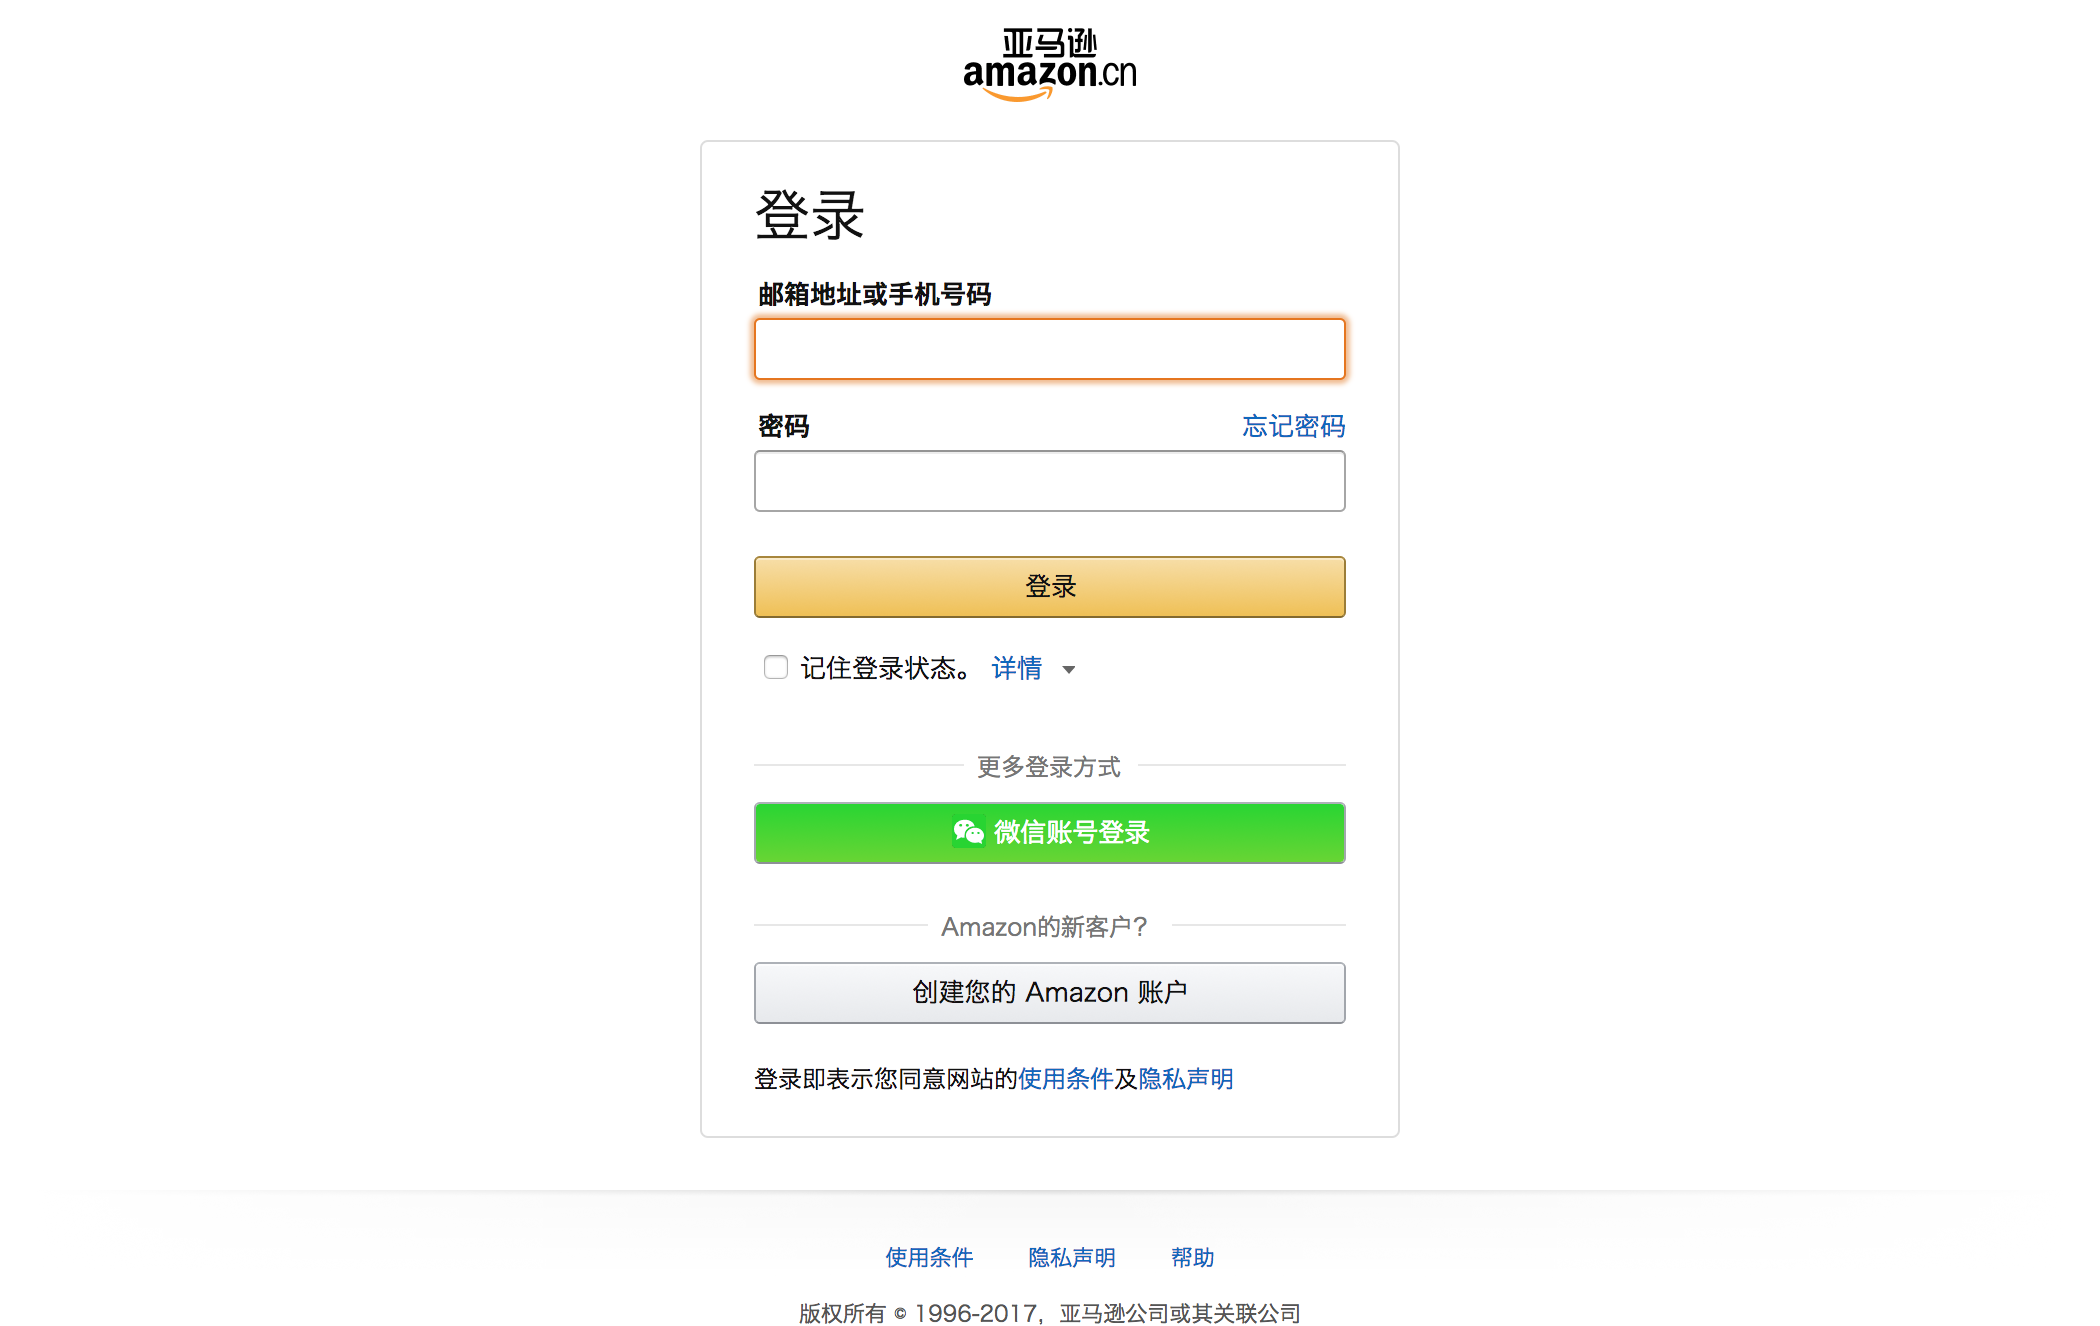 亚马逊
amazon.cn
登录
邮箱地址或手机号码
密码 忘记密码
登录
记住登录状态。 详情
更多登录方式
微信账号登录
Amazon的新客户?
创建您的 Amazon 账户
登录即表示您同意网站的使用条件及隐私声明
使用条件 隐私声明 帮助
版权所有 © 1996-2017, 亚马逊公司或其关联公司